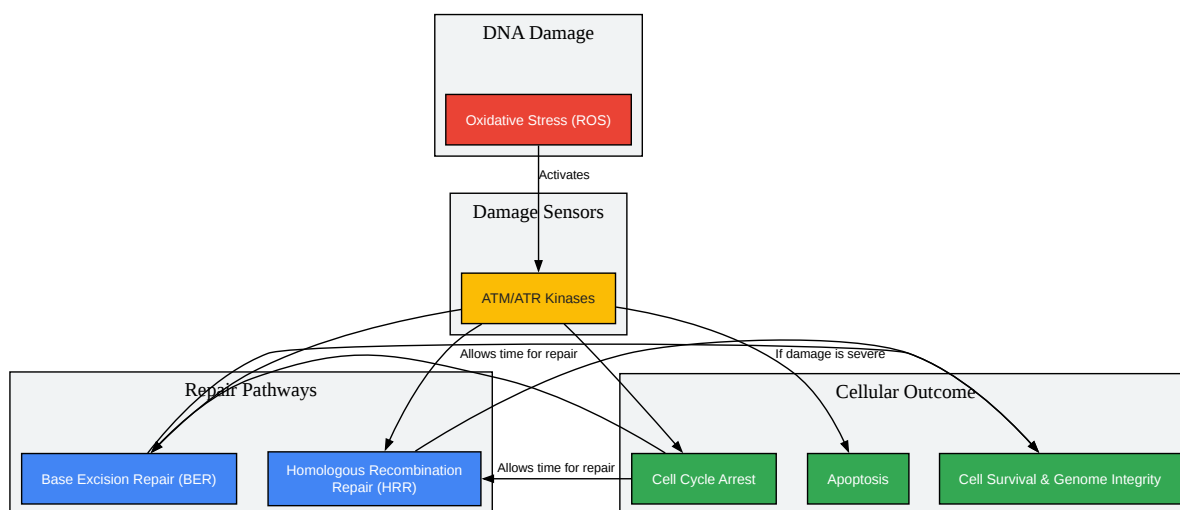 DNA Damage
Oxidative Stress (ROS)
Activates
Damage Sensors
ATM/ATR Kinases
Allows time for repair
If damage is severe
Repair Pathways
Cellular Outcome
Base Excision Repair (BER)
Homologous Recombination
Repair (HRR)
Allows time for repair
Cell Cycle Arrest
Apoptosis
Cell Survival & Genome Integrity